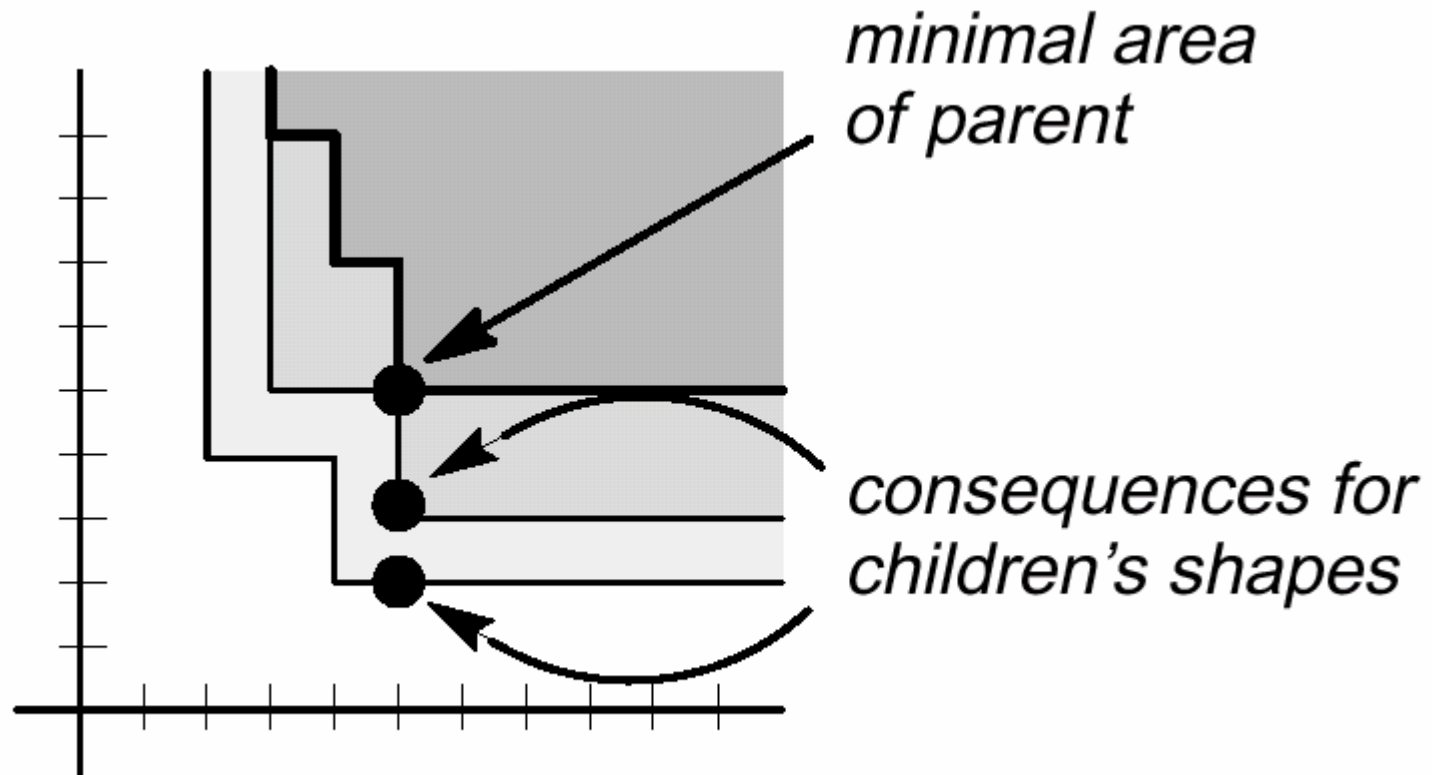 minimal area
of parent
consequences for
children’s shapes